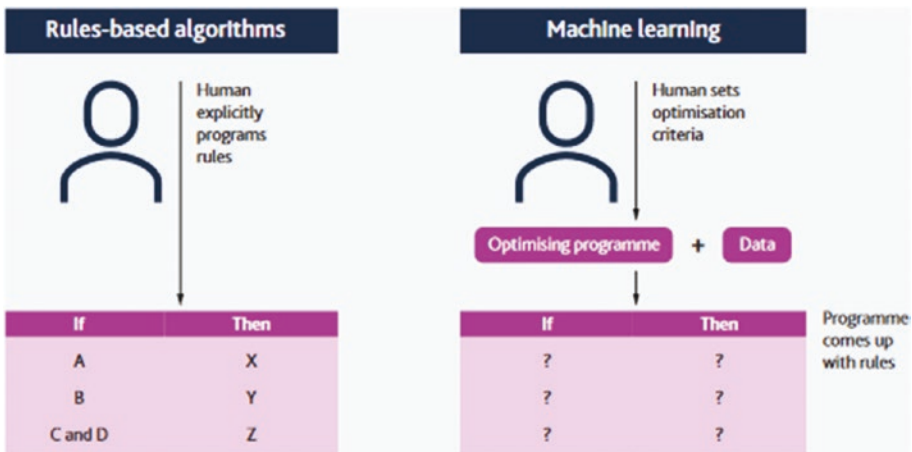 Rules-based algorithms
Human
explicitly
programs
rules
If Then
A X
B Y
C and D Z
Machine learning
Human sets
optimisation
criteria
Optimising programme + Data
If Then
? ?
? ?
? ?
Programme
comes up
with rules